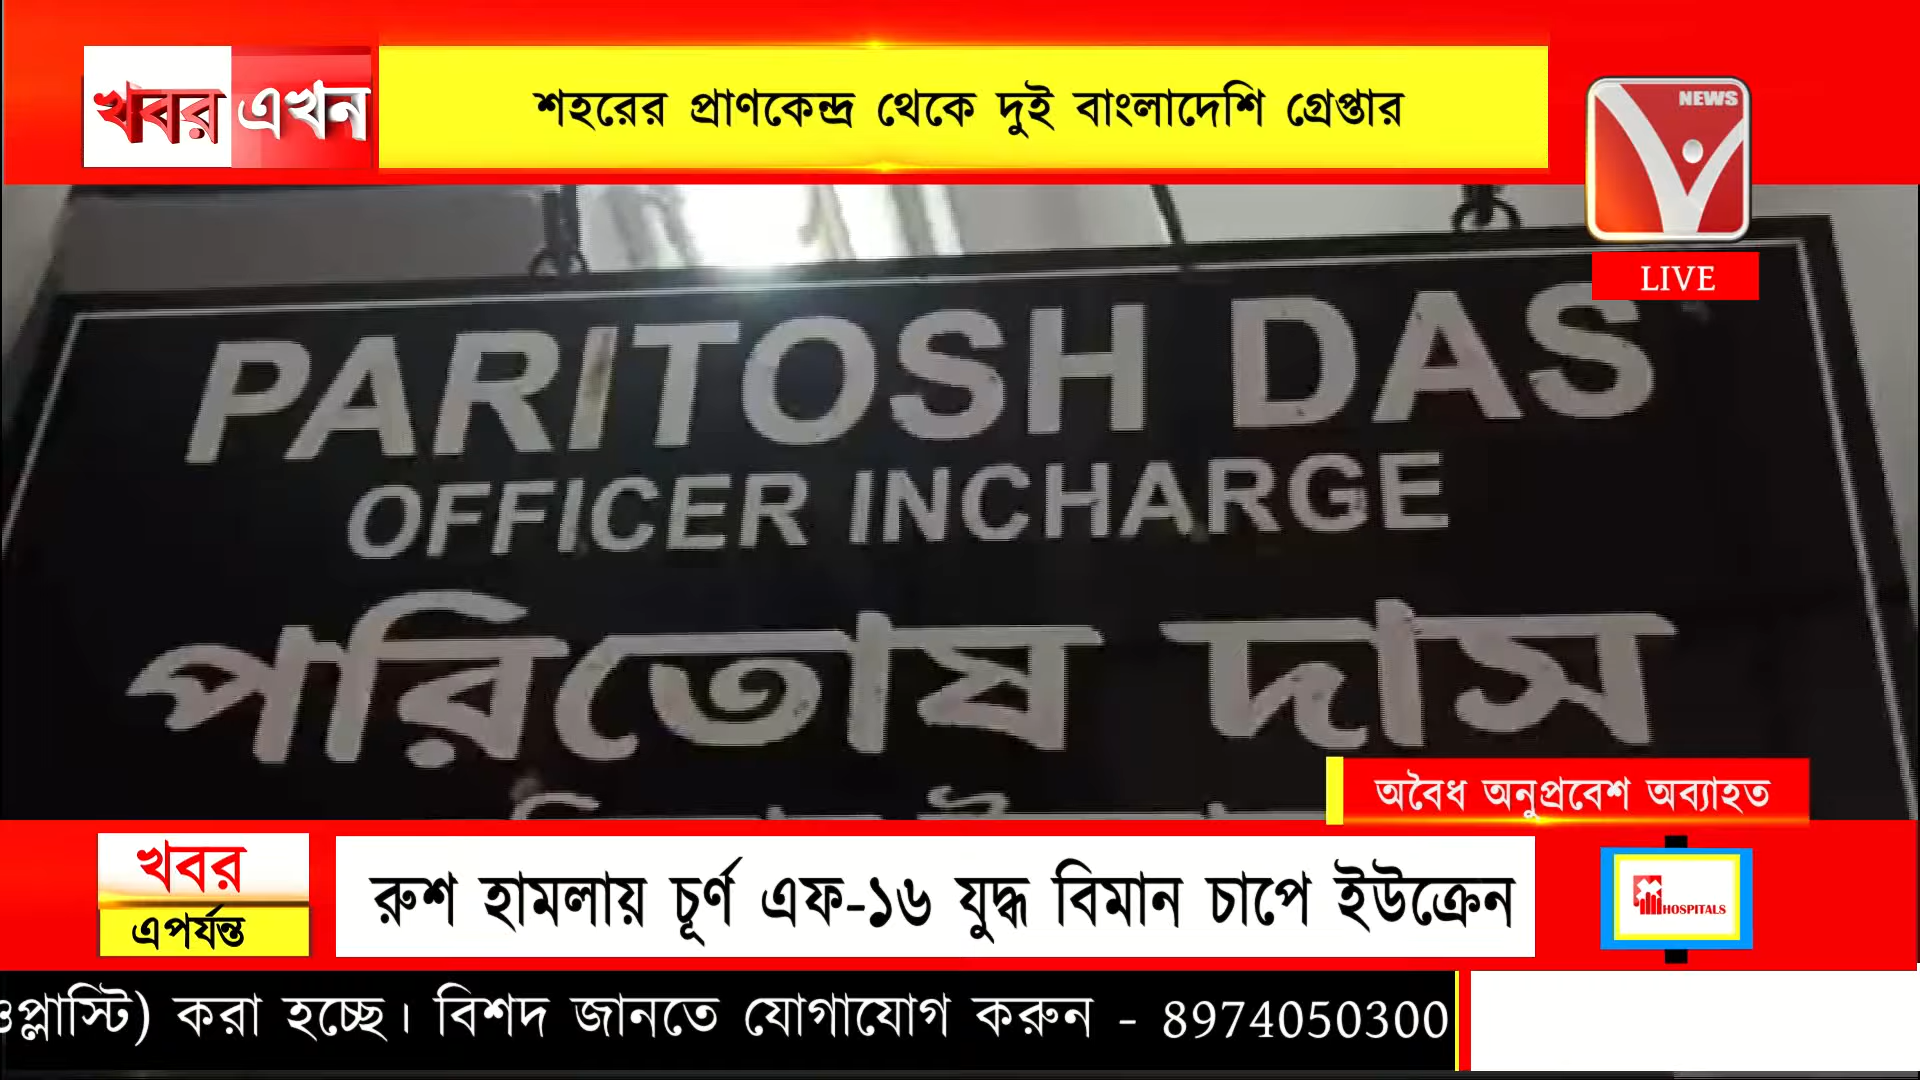 খবর এখন
শহরের প্রাণকেন্দ্র থেকে দুই বাংলাদেশি গ্রেপ্তার
NEWS
LIVE
PARITOSH DAS
OFFICER INCHARGE
পরিতোষ দাস
অবৈধ অনুপ্রবেশ অব্যাহত
খবর
এপর্যন্ত
রুশ হামলায় চূর্ণ এফ-১৬ যুদ্ধ বিমান চাপে ইউক্রেন
HOSPITALS
করা হচ্ছে। বিশদ জানতে যোগাযোগ করুন - 8974050300